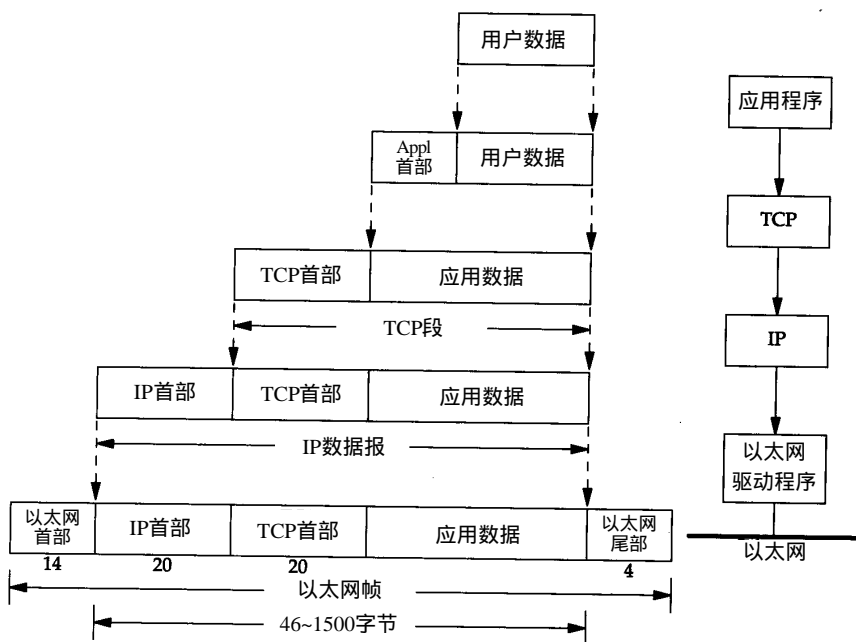 用户数据
应用程序
Appl
首部
用户数据
TCP
TCP首部
应用数据
TCP段
IP
IP首部
TCP首部
应用数据
IP数据报
以太网
驱动程序
以太网
首部
IP首部
TCP首部
应用数据
以太网
尾部
以太网
14
20
20
4
以太网帧
46~1500字节